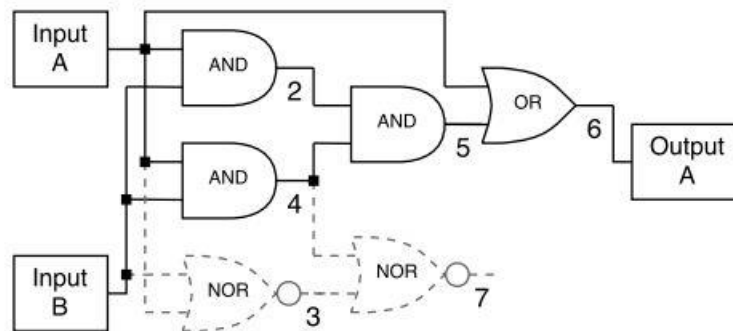 Input
A
AND
2
AND
OR
5
6
Output
A
AND
4
Input
B
NOR
3
NOR
7